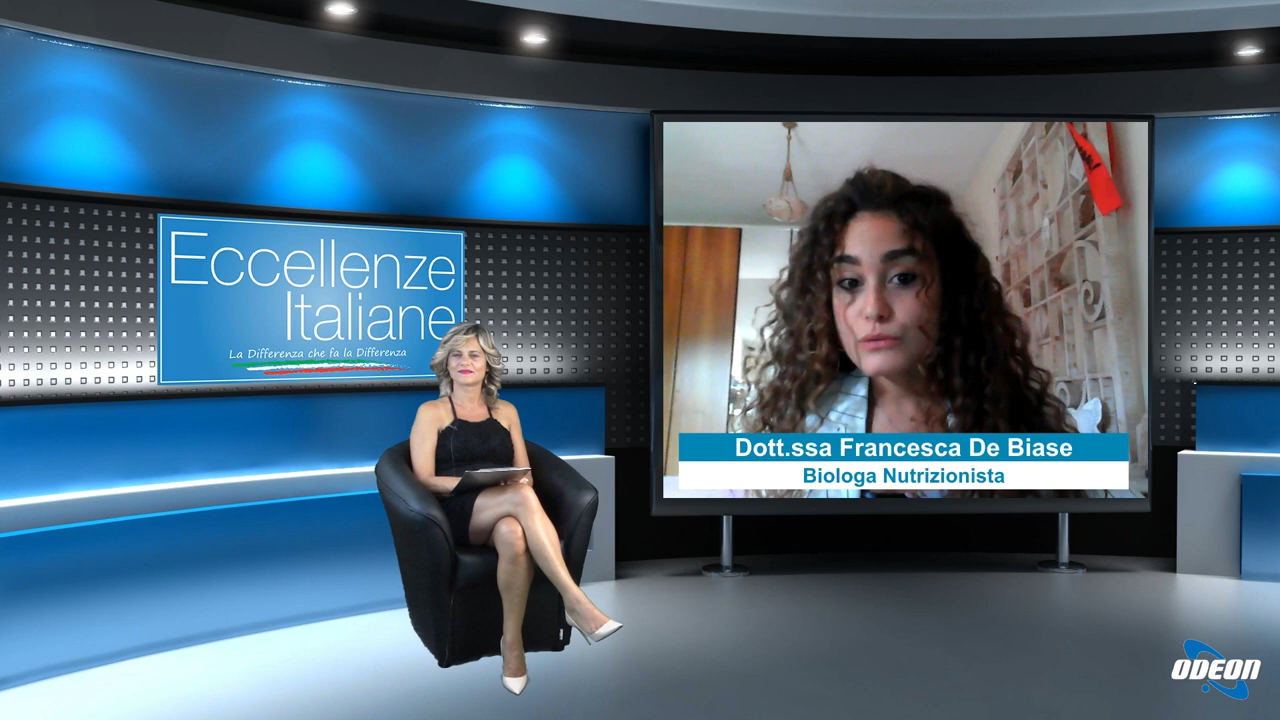 Eccellenze
Italiane
La Differenza che fa la Differenza
Dott.ssa Francesca De Biase
Biologa Nutrizionista
ODEON